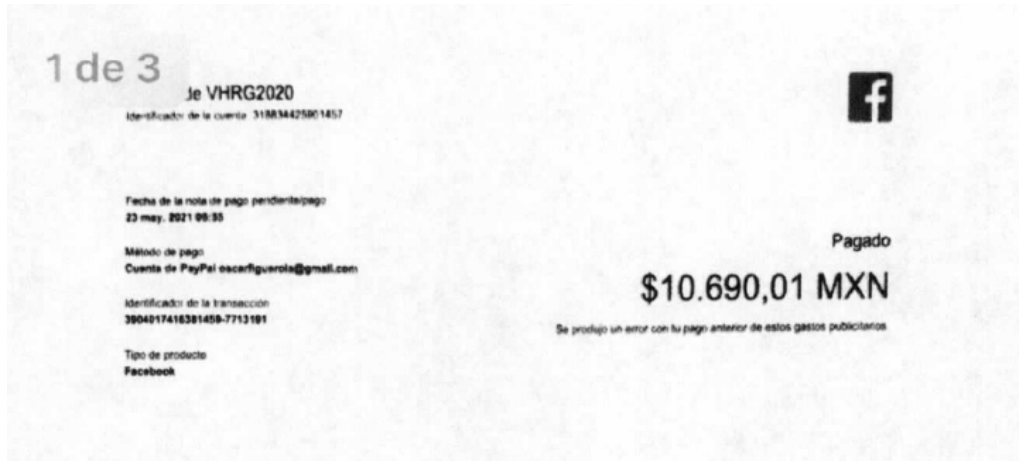 1 de 3
de VHRG2020
Identificador de la cuenta: 318834425901457
Fecha de la nota de pago pendiente/pago
23 may. 2021 09:55
Método de pago
Cuenta de PayPal oscarfiguerola@gmail.com
Identificador de la transacción
3904017416381459-7713191
Tipo de producto
Facebook
Pagado
$10.690,01 MXN
Se produjo un error con tu pago anterior de estos gastos publicitarios.